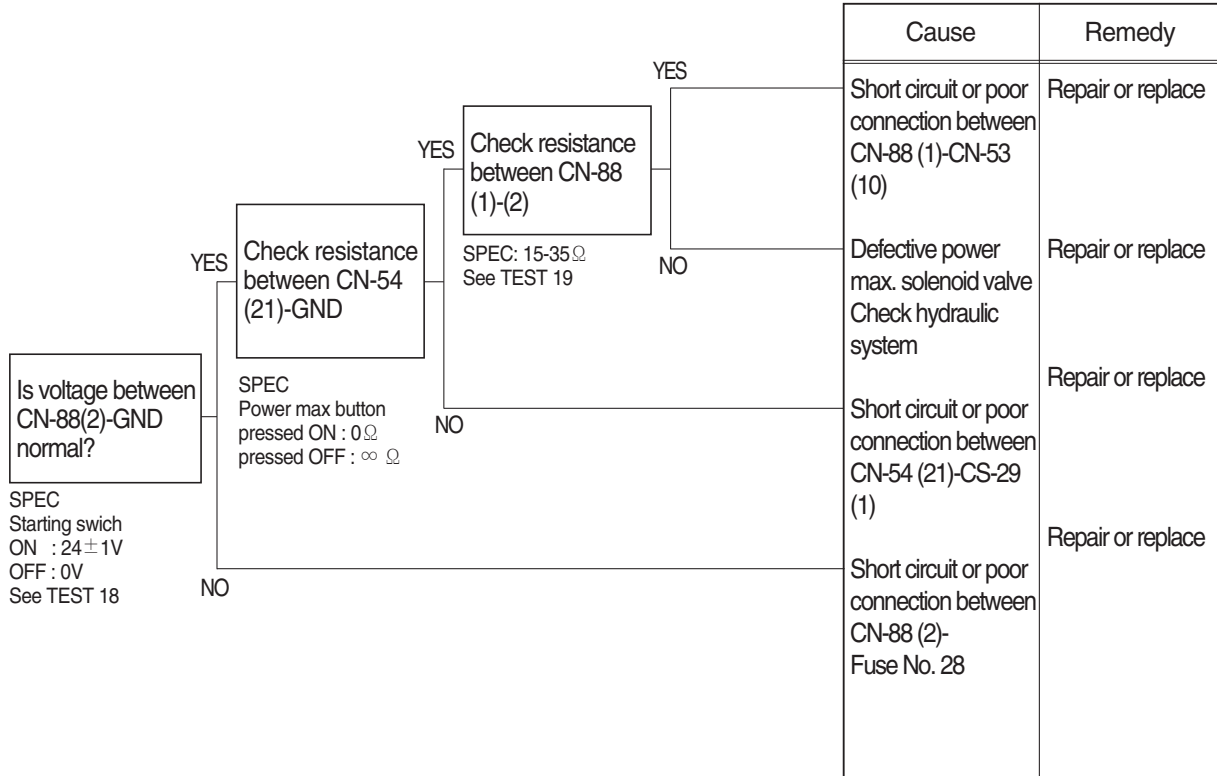 Cause
Remedy
YES
Short circuit or poor
connection between
CN-88 (1)-CN-53
(10)
Repair or replace
YES
Check resistance
between CN-88
(1)-(2)
SPEC: 15-35Ω
See TEST 19
NO
Defective power
max. solenoid valve
Check hydraulic
system
Repair or replace
YES
Check resistance
between CN-54
(21)-GND
SPEC
Power max button
pressed ON : 0Ω
pressed OFF : ∞ Ω
NO
Short circuit or poor
connection between
CN-54 (21)-CS-29
(1)
Repair or replace
Is voltage between
CN-88(2)-GND
normal?
SPEC
Starting swich
ON : 24±1V
OFF : 0V
See TEST 18
NO
Short circuit or poor
connection between
CN-88 (2)-
Fuse No. 28
Repair or replace